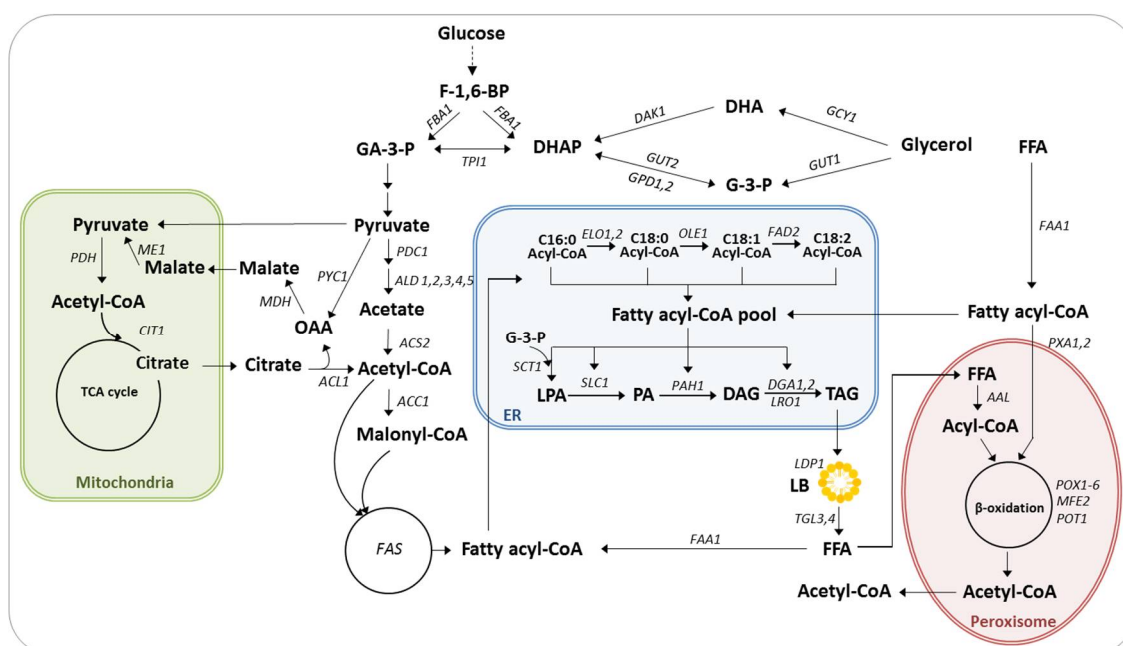 Glucose
F-1,6-BP
FBA1
FBA1
GA-3-P
TPI1
DHAP
DAK1
DHA
GCY1
Glycerol
GUT2
GPD1,2
G-3-P
GUT1
FFA
FAA1
Pyruvate
Pyruvate
PDH
ME1
Malate
Malate
PYC1
PDC1
ALD 1,2,3,4,5
MDH
Acetyl-CoA
OAA
Acetate
CIT1
ACS2
Citrate
Citrate
ACL1
Acetyl-CoA
TCA cycle
ACC1
Malonyl-CoA
Mitochondria
C16:0
Acyl-CoA
ELO1,2
C18:0
Acyl-CoA
OLE1
C18:1
Acyl-CoA
FAD2
C18:2
Acyl-CoA
Fatty acyl-CoA pool
Fatty acyl-CoA
G-3-P
SCT1
SLC1
PAH1
DGA1,2
LRO1
LPA
PA
DAG
TAG
ER
PXA1,2
FFA
AAL
Acyl-CoA
LDP1
LB
TGL3,4
β-oxidation
POX1-6
MFE2
POT1
FAS
Fatty acyl-CoA
FAA1
FFA
Acetyl-CoA
Acetyl-CoA
Peroxisome